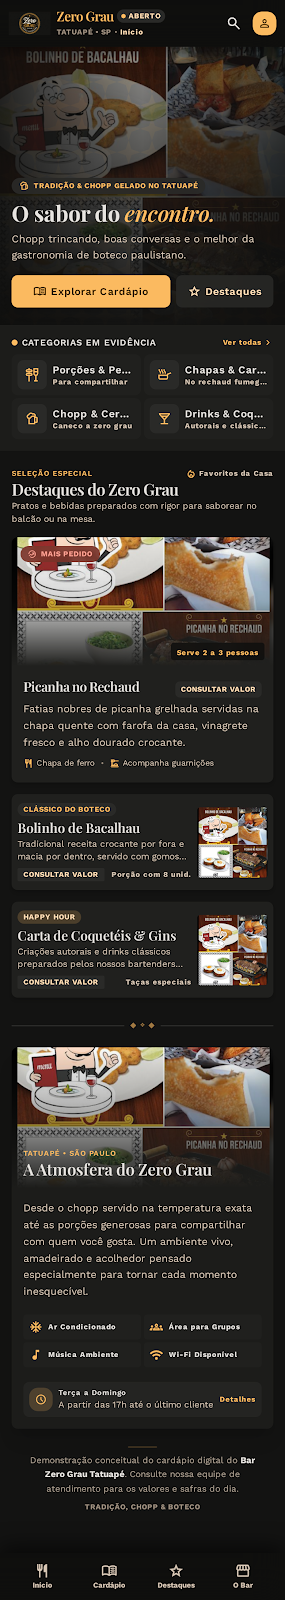 Zero
Zero Grau
ABERTO
TATUAPÉ • SP • Início
BOLINHO DE BACALHAU
menu
TRADIÇÃO & CHOPP GELADO NO TATUAPÉ
O sabor do encontro.
Chopp trincando, boas conversas e o melhor da
gastronomia de boteco paulistano.
Explorar Cardápio
Destaques
CATEGORIAS EM EVIDÊNCIA
Ver todas
Porções & Pe...
Para compartilhar
Chapas & Car...
No rechaud fumeg...
Chopp & Cer...
Caneco a zero grau
Drinks & Coq...
Autorais e clássic...
SELEÇÃO ESPECIAL
Favoritos da Casa
Destaques do Zero Grau
Pratos e bebidas preparados com rigor para saborear no
balcão ou na mesa.
MAIS PEDIDO
PICANHA NO RECHAUD
Serve 2 a 3 pessoas
Picanha no Rechaud
CONSULTAR VALOR
Fatias nobres de picanha grelhada servidas na
chapa quente com farofa da casa, vinagrete
fresco e alho dourado crocante.
Chapa de ferro
•
Acompanha guarnições
CLÁSSICO DO BOTECO
Bolinho de Bacalhau
Tradicional receita crocante por fora e
macia por dentro, servido com gomos...
CONSULTAR VALOR
Porção com 8 unid.
HAPPY HOUR
Carta de Coquetéis & Gins
Criações autorais e drinks clássicos
preparados pelos nossos bartenders...
CONSULTAR VALOR
Taças especiais
menu
PICANHA NO RECHAUD
TATUAPÉ • SÃO PAULO
A Atmosfera do Zero Grau
Desde o chopp servido na temperatura exata
até as porções generosas para compartilhar
com quem você gosta. Um ambiente vivo,
amadeirado e acolhedor pensado
especialmente para tornar cada momento
inesquecível.
Ar Condicionado
Área para Grupos
Música Ambiente
Wi-Fi Disponível
Terça a Domingo
A partir das 17h até o último cliente
Detalhes
Demonstração conceitual do cardápio digital do Bar
Zero Grau Tatuapé. Consulte nossa equipe de
atendimento para os valores e safras do dia.
TRADIÇÃO, CHOPP & BOTECO
Início
Cardápio
Destaques
O Bar